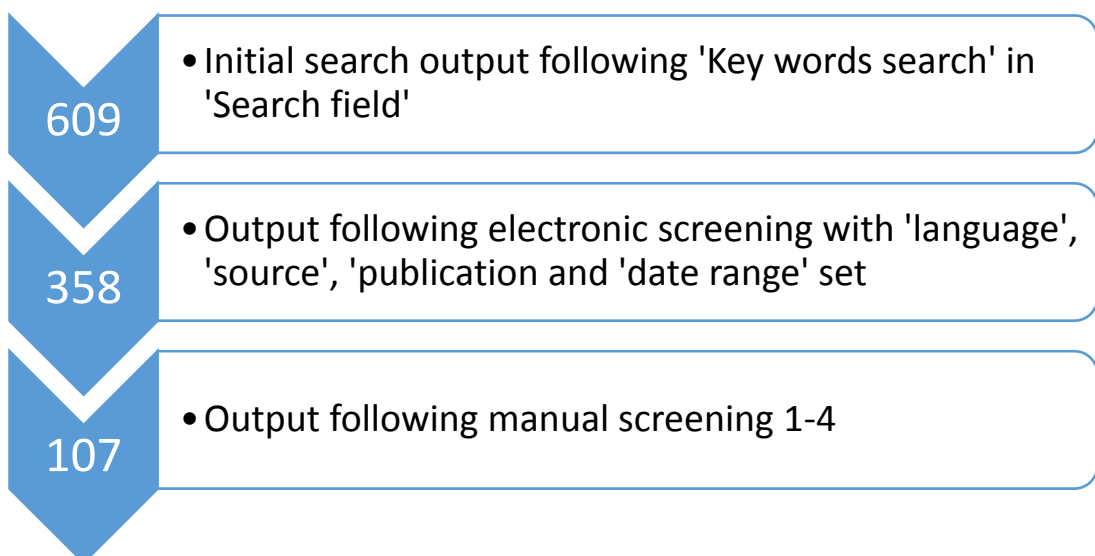 609
•Initial search output following 'Key words search' in
'Search field'
358
•Output following electronic screening with 'language',
'source', 'publication and 'date range' set
107
•Output following manual screening 1-4